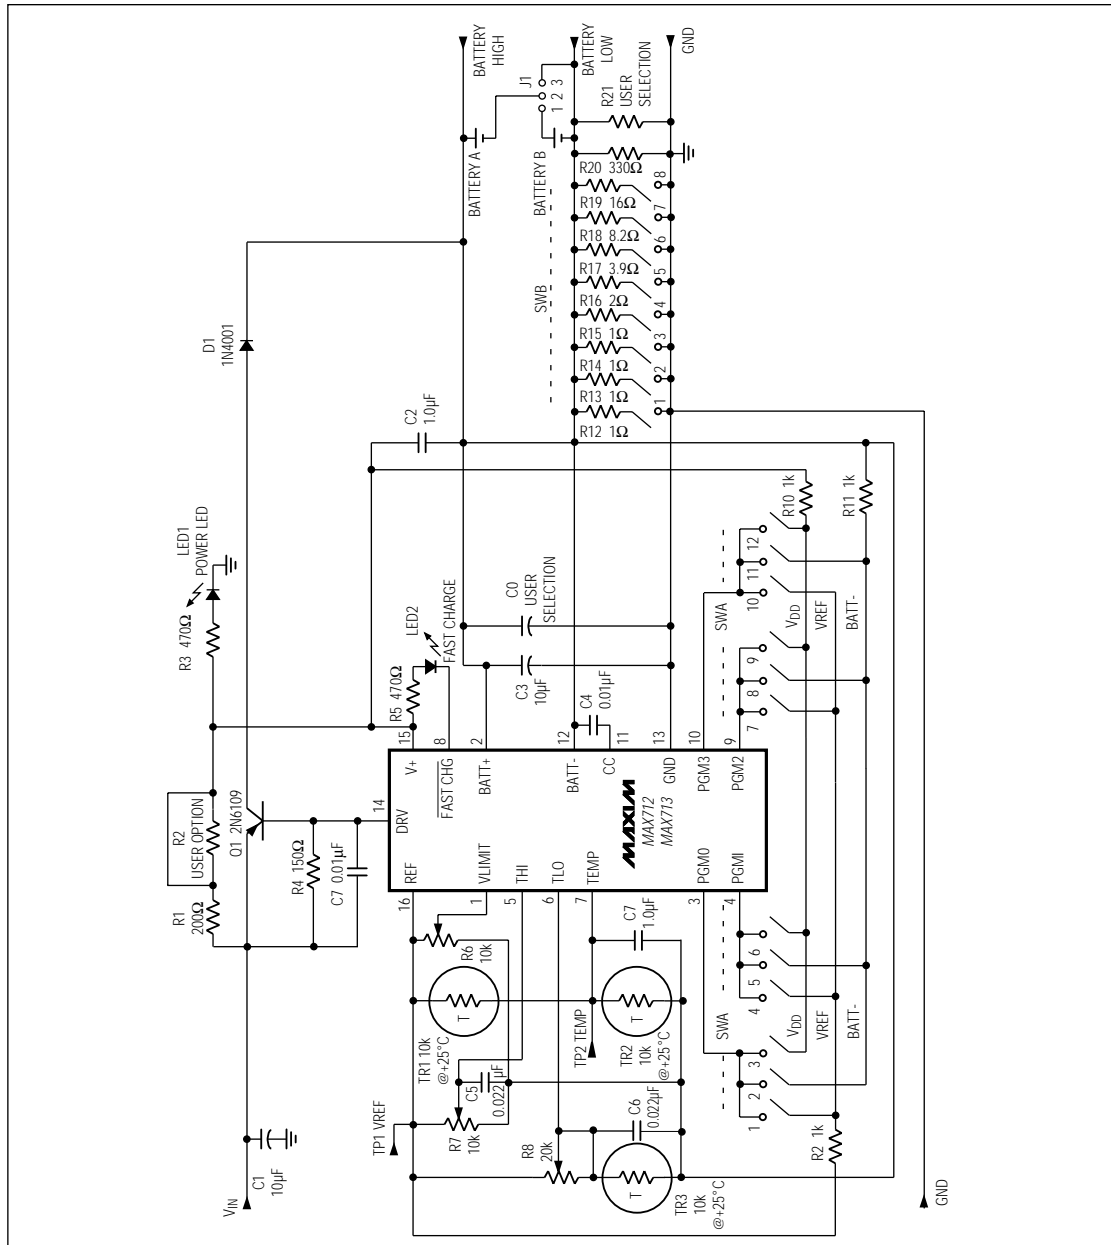 BATTERY
HIGH
BATTERY
LOW
GND
J1
1 2 3
R21
USER
SELECTION
BATTERY A
BATTERY B
R20 330Ω
8
R19 16Ω
7
R18 8.2Ω
6
R17 3.9Ω
5
R16 2Ω
4
R15 1Ω
3
R14 1Ω
2
R13 1Ω
1
R12 1Ω
SWB
D1
1N4001
C2
1.0µF
R10 1k
R11 1k
LED1
POWER LED
R3 470Ω
LED2
FAST CHARGE
R5 470Ω
C0
USER
SELECTION
C3
10µF
C4
0.01µF
SWA
10
11
12
VDD
VREF
BATT-
SWA
7
8
9
R2
USER OPTION
Q1 2N6109
R1
200Ω
R4 150Ω
C7 0.01µF
14
DRV
15
V+
8
FAST CHG
2
BATT+
12
BATT-
11
CC
13
GND
10
PGM3
9
PGM2
MAXIM
MAX712
MAX713
16
REF
1
VLIMIT
5
THI
6
TLO
7
TEMP
3
PGM0
4
PGMI
R6
10k
C7
1.0µF
T
TR1 10k
@+25°C
TP2 TEMP
T
TR2
10k
@+25°C
SWA
4
5
6
VDD
VREF
BATT-
SWA
1
2
3
TP1 VREF
R7
10k
C5
0.022 µF
R8
20k
C6
0.022µF
T
TR3
10k
@+25°C
R2 1k
VIN
C1
10µF
GND